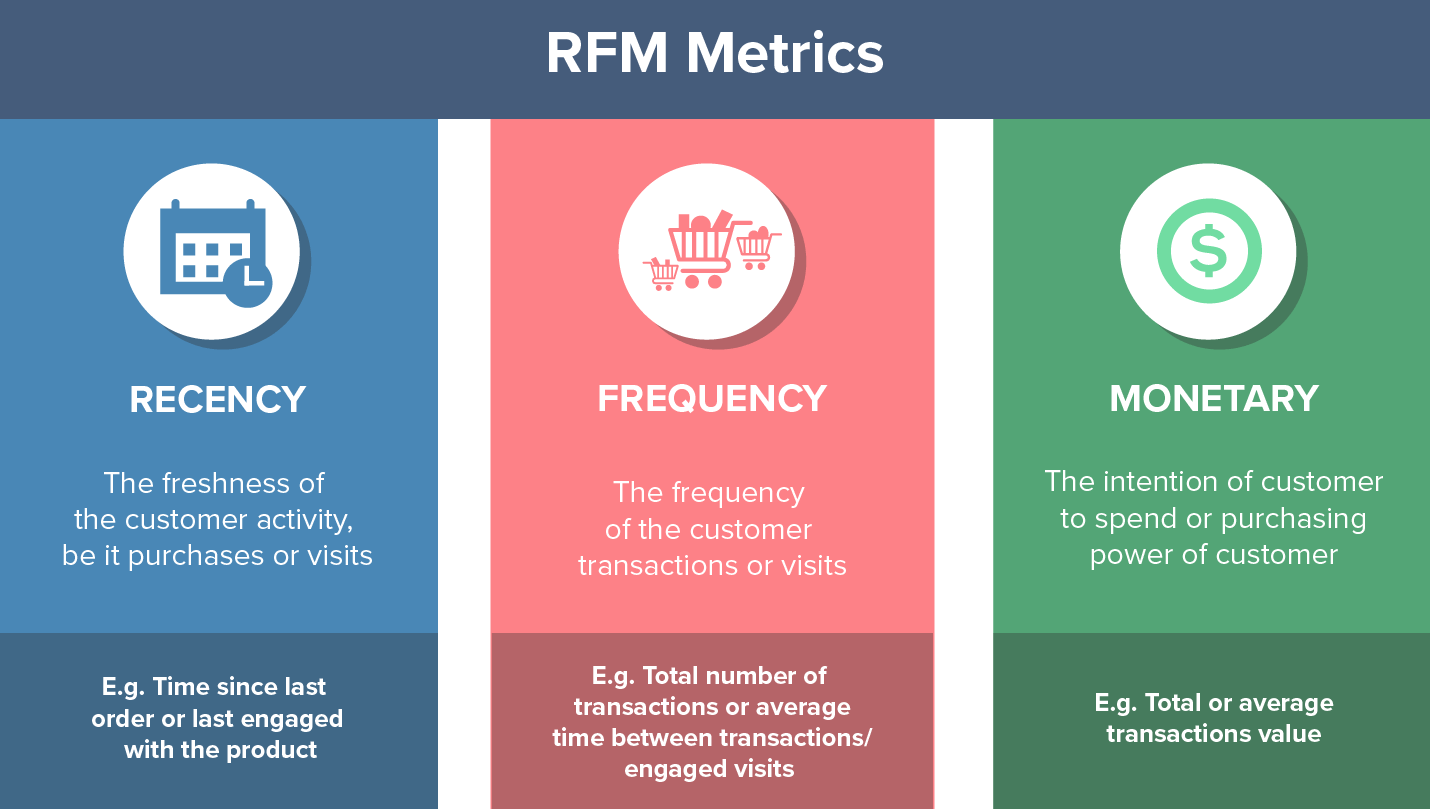 RFM Metrics
RECENCY
The freshness of
the customer activity,
be it purchases or visits
E.g. Time since last
order or last engaged
with the product
FREQUENCY
The frequency
of the customer
transactions or visits
E.g. Total number of
transactions or average
time between transactions/
engaged visits
MONETARY
The intention of customer
to spend or purchasing
power of customer
E.g. Total or average
transactions value